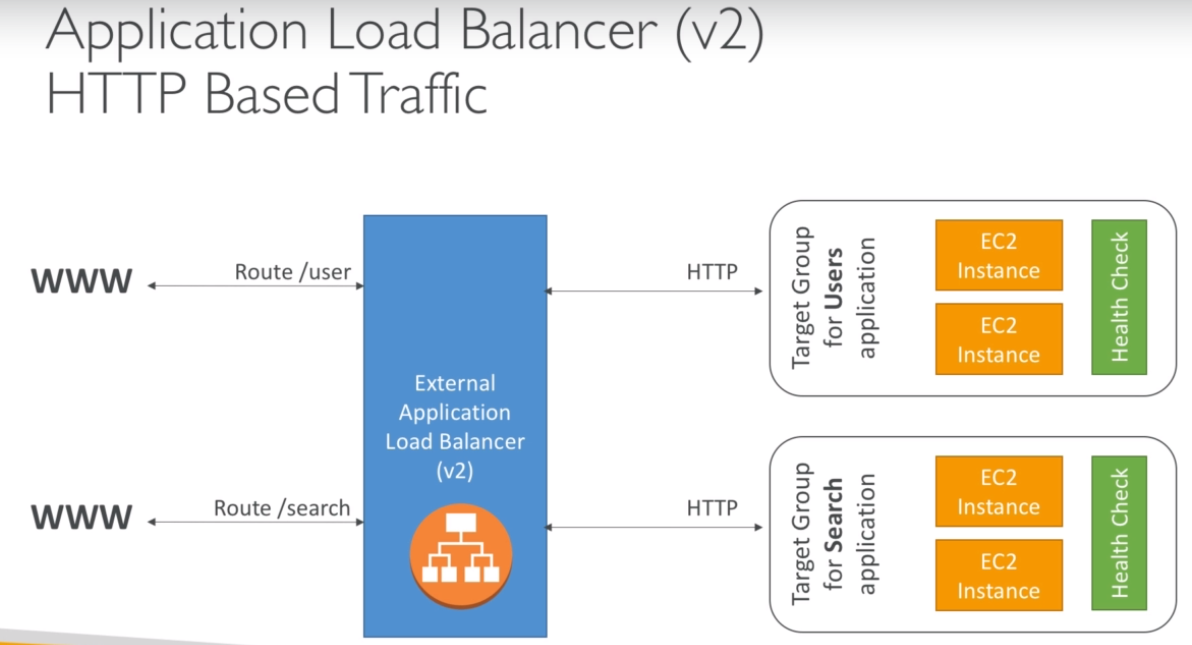 Application Load Balancer (v2)
HTTP Based Traffic
WWW
Route /user
HTTP
Target Group
for Users
application
EC2
Instance
EC2
Instance
Health Check
External
Application
Load Balancer
(v2)
WWW
Route /search
HTTP
Target Group
for Search
application
EC2
Instance
EC2
Instance
Health Check